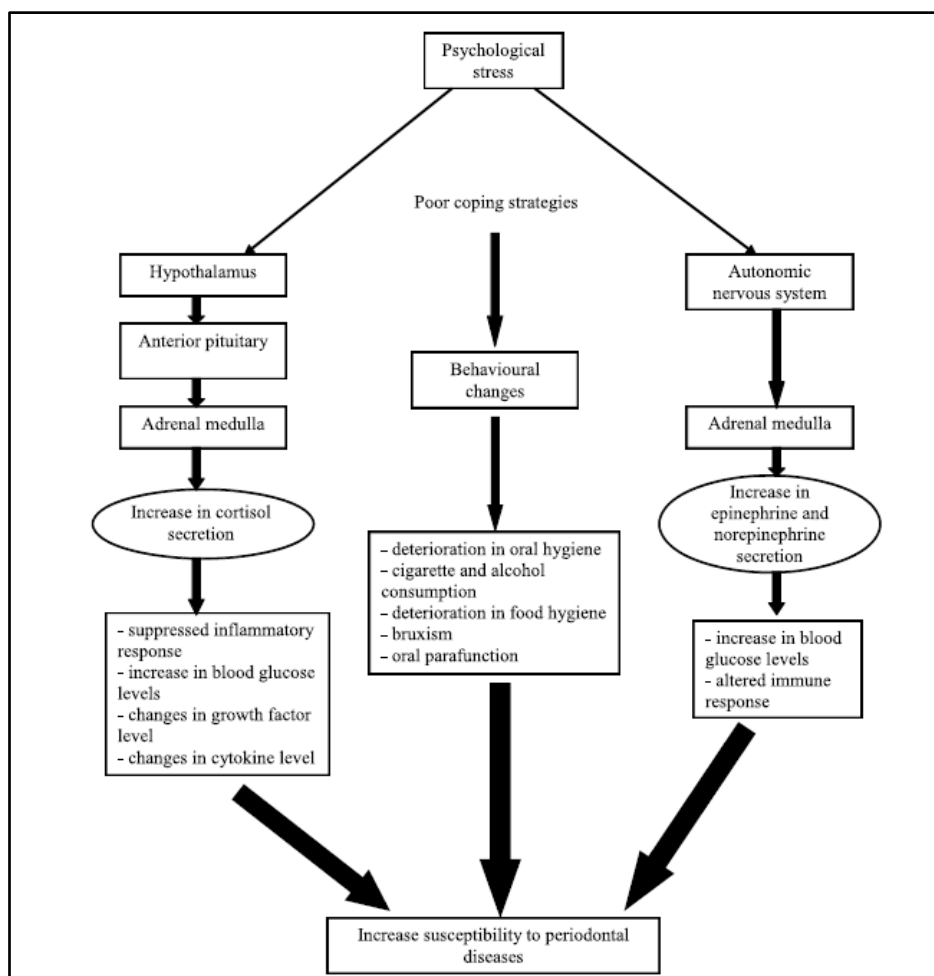 Psychological
stress
Poor coping strategies
Hypothalamus
Anterior pituitary
Adrenal medulla
Increase in cortisol
secretion
– suppressed inflammatory
response
– increase in blood glucose
levels
– changes in growth factor
level
– changes in cytokine level
Behavioural
changes
– deterioration in oral hygiene
– cigarette and alcohol
consumption
– deterioration in food hygiene
– bruxism
– oral parafunction
Autonomic
nervous system
Adrenal medulla
Increase in
epinephrine and
norepinephrine
secretion
– increase in blood
glucose levels
– altered immune
response
Increase susceptibility to periodontal
diseases